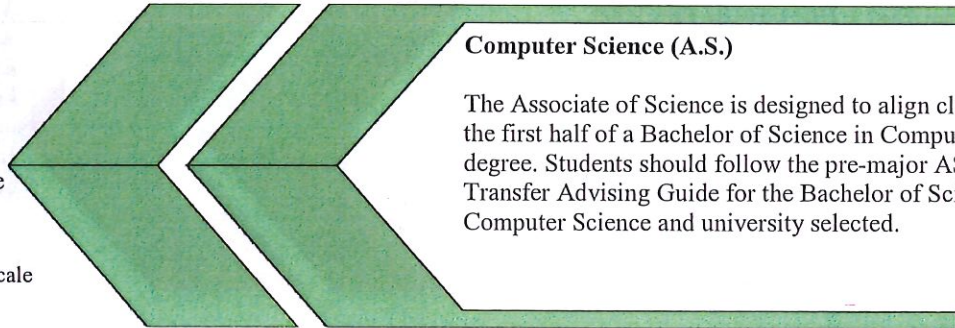 Computer Science (A.S.)
The Associate of Science is designed to align cl
the first half of a Bachelor of Science in Compu
degree. Students should follow the pre-major A
Transfer Advising Guide for the Bachelor of Sci
Computer Science and university selected.
e
cale